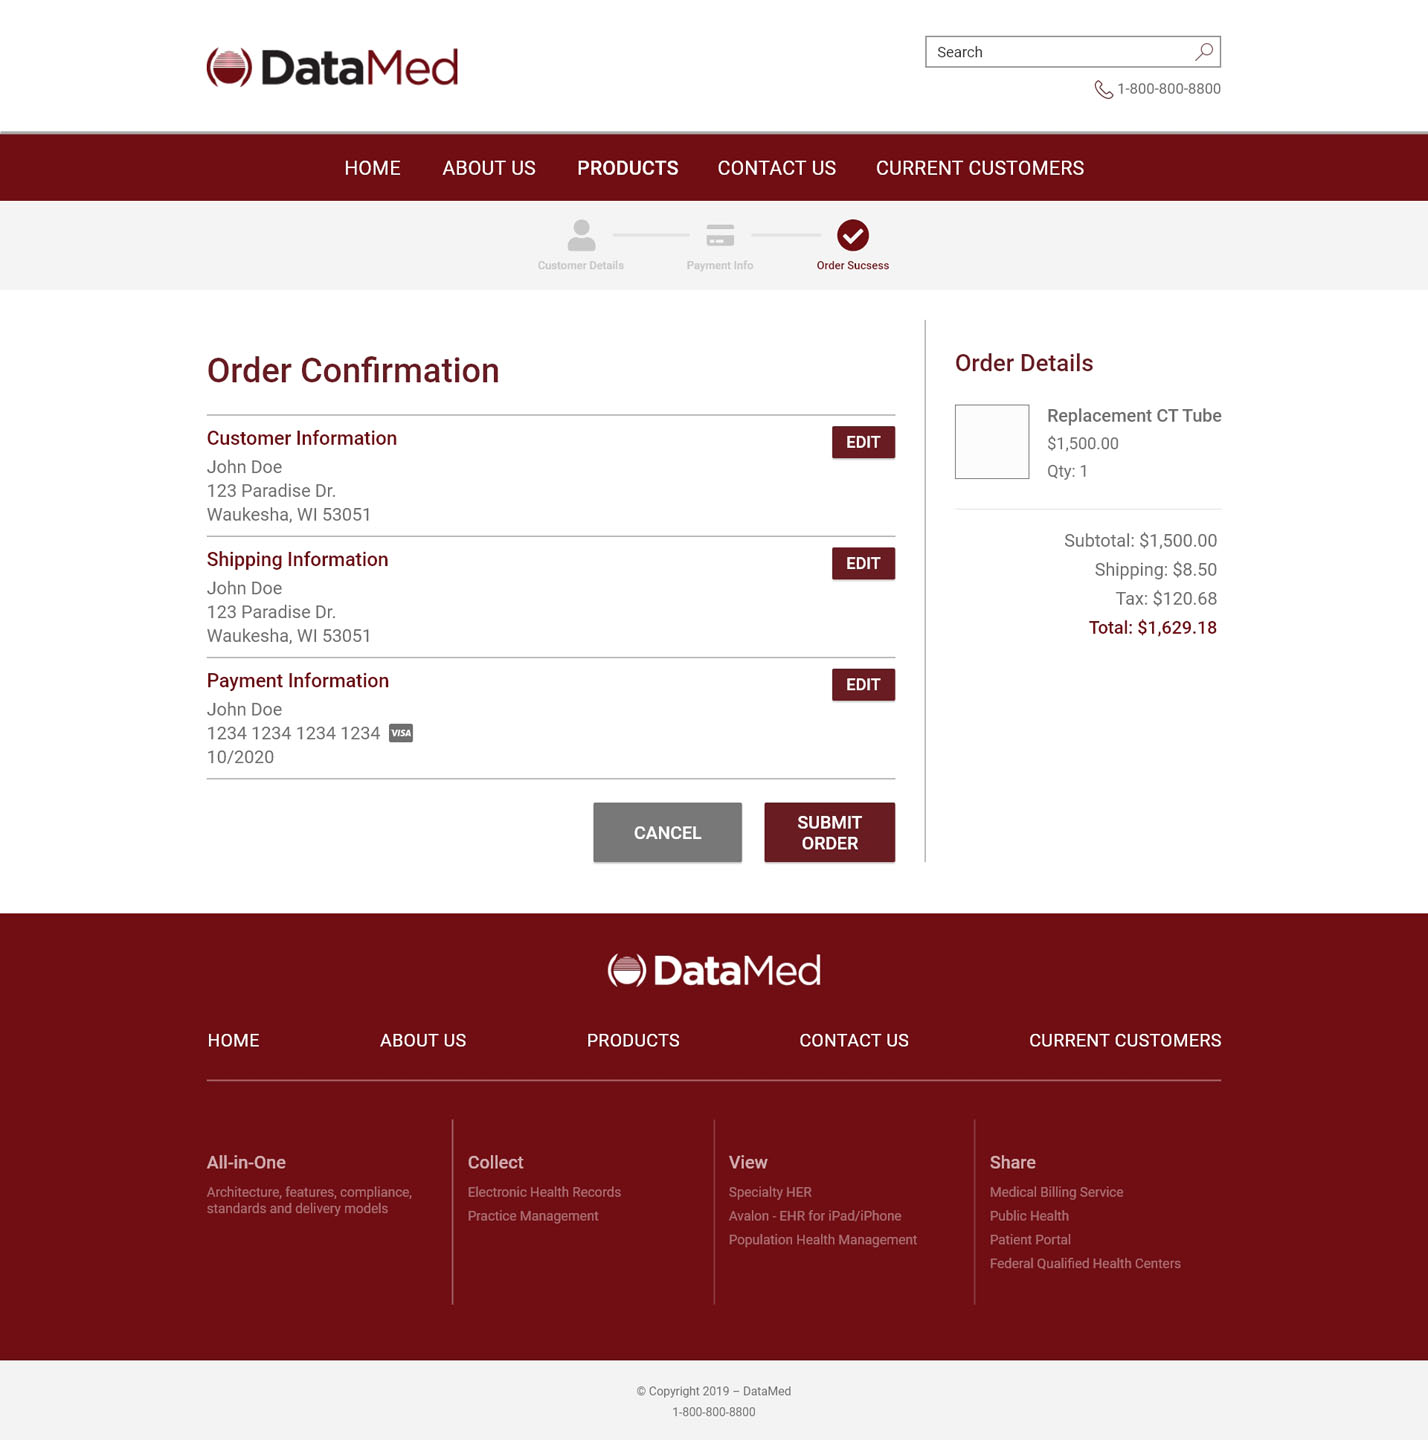 DataMed
Search
1-800-800-8800
HOME ABOUT US PRODUCTS CONTACT US CURRENT CUSTOMERS
Customer Details Payment Info Order Sucsess
Order Confirmation
Customer Information
EDIT
John Doe
123 Paradise Dr.
Waukesha, WI 53051
Shipping Information
EDIT
John Doe
123 Paradise Dr.
Waukesha, WI 53051
Payment Information
EDIT
John Doe
1234 1234 1234 1234 VISA
10/2020
CANCEL
SUBMIT
ORDER
Order Details
Replacement CT Tube
$1,500.00
Qty: 1
Subtotal: $1,500.00
Shipping: $8.50
Tax: $120.68
Total: $1,629.18
DataMed
HOME ABOUT US PRODUCTS CONTACT US CURRENT CUSTOMERS
All-in-One
Architecture, features, compliance,
standards and delivery models
Collect
Electronic Health Records
Practice Management
View
Specialty HER
Avalon - EHR for iPad/iPhone
Population Health Management
Share
Medical Billing Service
Public Health
Patient Portal
Federal Qualified Health Centers
© Copyright 2019 – DataMed
1-800-800-8800